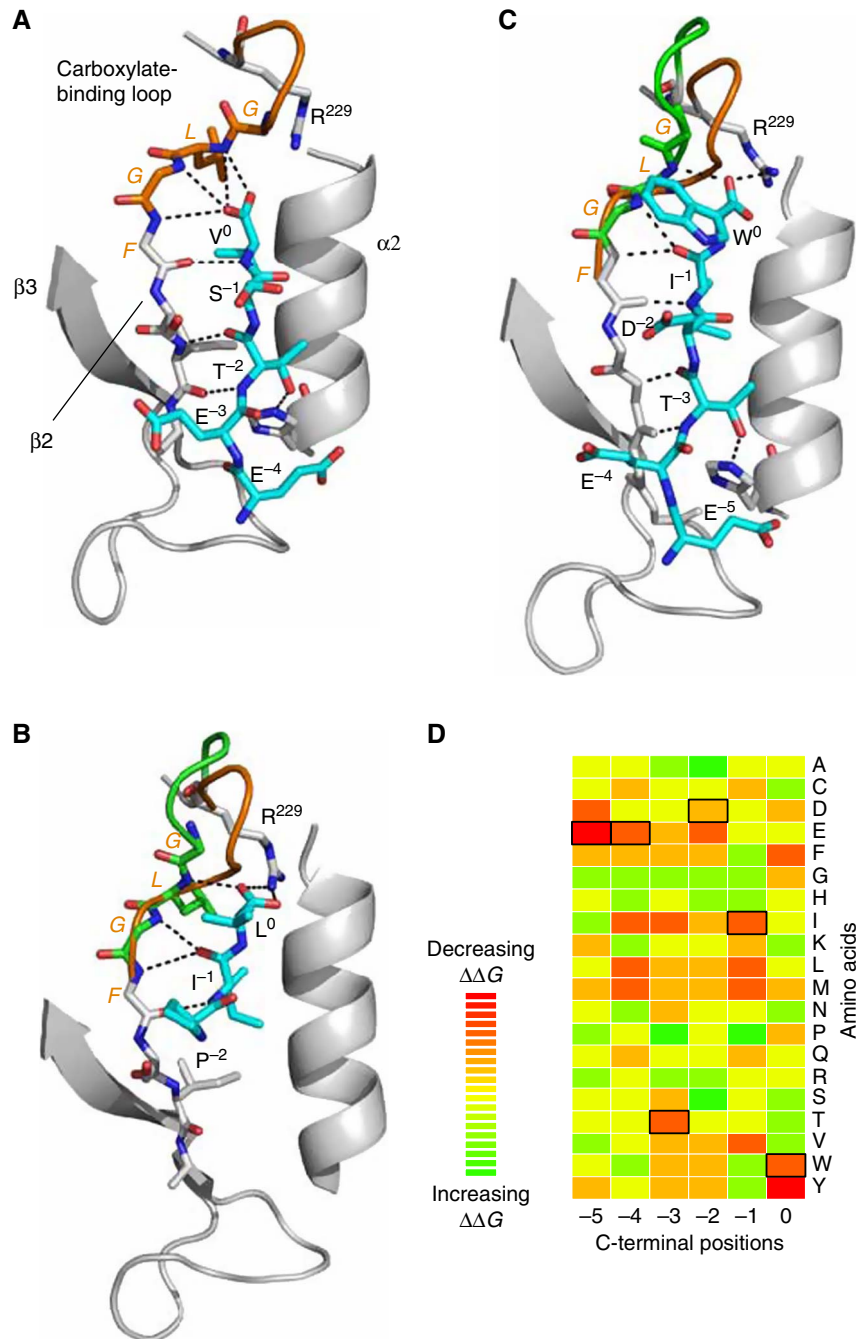 A
Carboxylate-
binding loop
R²²⁹
G
L
G
F
V⁰
α2
β3
S⁻¹
T⁻²
E⁻³
β2
E⁻⁴
C
R²²⁹
G
L
G
W⁰
F
I⁻¹
D⁻²
T⁻³
E⁻⁴
E⁻⁵
B
R²²⁹
G
L
G
L⁰
I⁻¹
F
P⁻²
D
Decreasing
ΔΔG
Increasing
ΔΔG
A
C
D
E
F
G
H
I
K
L
M
N
P
Q
R
S
T
V
W
Y
Amino acids
−5 −4 −3 −2 −1 0
C-terminal positions